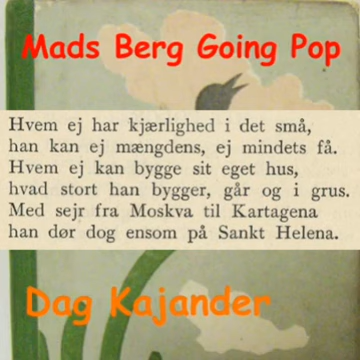 Mads Berg Going Pop
Hvem ej har kjærlighed i det små,
han kan ej mængdens, ej mindets få.
Hvem ej kan bygge sit eget hus,
hvad stort han bygger, går og i grus.
Med sejr fra Moskva til Kartagena
han dør dog ensom på Sankt Helena.
Dag Kajander